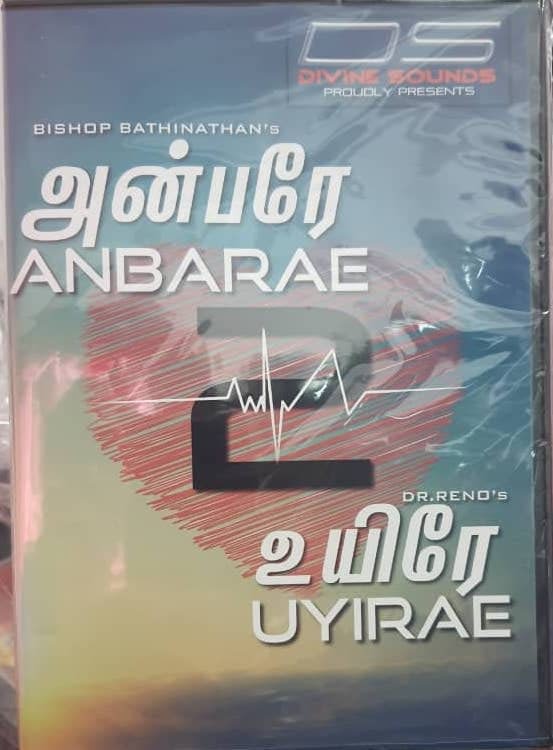 DS
DIVINE SOUNDS
PROUDLY PRESENTS
BISHOP BATHINATHAN's
அன்பரே
ANBARAE
2
DR.RENO's
உயிரே
UYIRAE